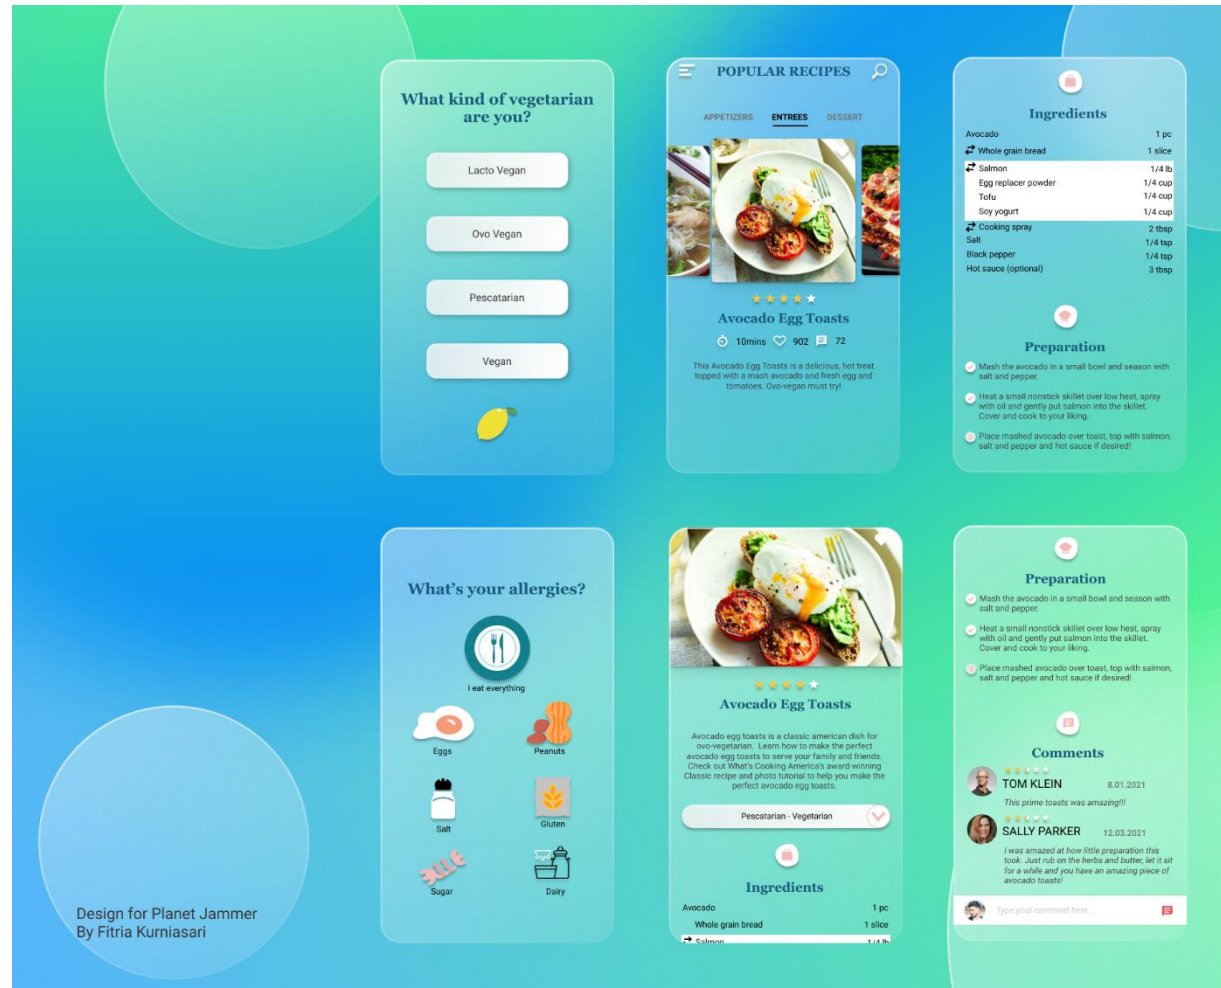 What kind of vegetarian
are you?
Lacto Vegan
Ovo Vegan
Pescatarian
Vegan
POPULAR RECIPES
APPETIZERS ENTREES DESSERT
Avocado Egg Toasts
10mins 902 72
This Avocado Egg Toasts is a delicious, hot treat
topped with a mash avocado and fresh egg and
tomatoes. Ovo-vegan must try!
Ingredients
Avocado 1 pc
Whole grain bread 1 slice
Salmon 1/4 lb
Egg replacer powder 1/4 cup
Tofu 1/4 cup
Soy yogurt 1/4 cup
Cooking spray 2 tbsp
Salt 1/4 tsp
Black pepper 1/4 tsp
Hot sauce (optional) 3 tbsp
Preparation
Mash the avocado in a small bowl and season with
salt and pepper.
Heat a small nonstick skillet over low heat, spray
with oil and gently put salmon into the skillet.
Cover and cook to your liking.
3 Place mashed avocado over toast, top with salmon,
salt and pepper and hot sauce if desired!
What's your allergies?
I eat everything
Eggs Peanuts
Salt Gluten
Sugar Dairy
Avocado Egg Toasts
Avocado egg toasts is a classic american dish for
ovo-vegetarian. Learn how to make the perfect
avocado egg toasts to serve your family and friends.
Check out What's Cooking America's award-winning
Classic recipe and photo tutorial to help you make the
perfect avocado egg toasts.
Pescatarian - Vegetarian
Ingredients
Avocado 1 pc
Whole grain bread 1 slice
Salmon 1/4 lb
Preparation
Mash the avocado in a small bowl and season with
salt and pepper.
Heat a small nonstick skillet over low heat, spray
with oil and gently put salmon into the skillet.
Cover and cook to your liking.
3 Place mashed avocado over toast, top with salmon,
salt and pepper and hot sauce if desired!
Comments
TOM KLEIN 8.01.2021
This prime toasts was amazing!!!
SALLY PARKER 12.03.2021
I was amazed at how little preparation this
took. Just rub on the herbs and butter, let it sit
for a while and you have an amazing piece of
avocado toasts!
Type your comment here..
Design for Planet Jammer
By Fitria Kurniasari